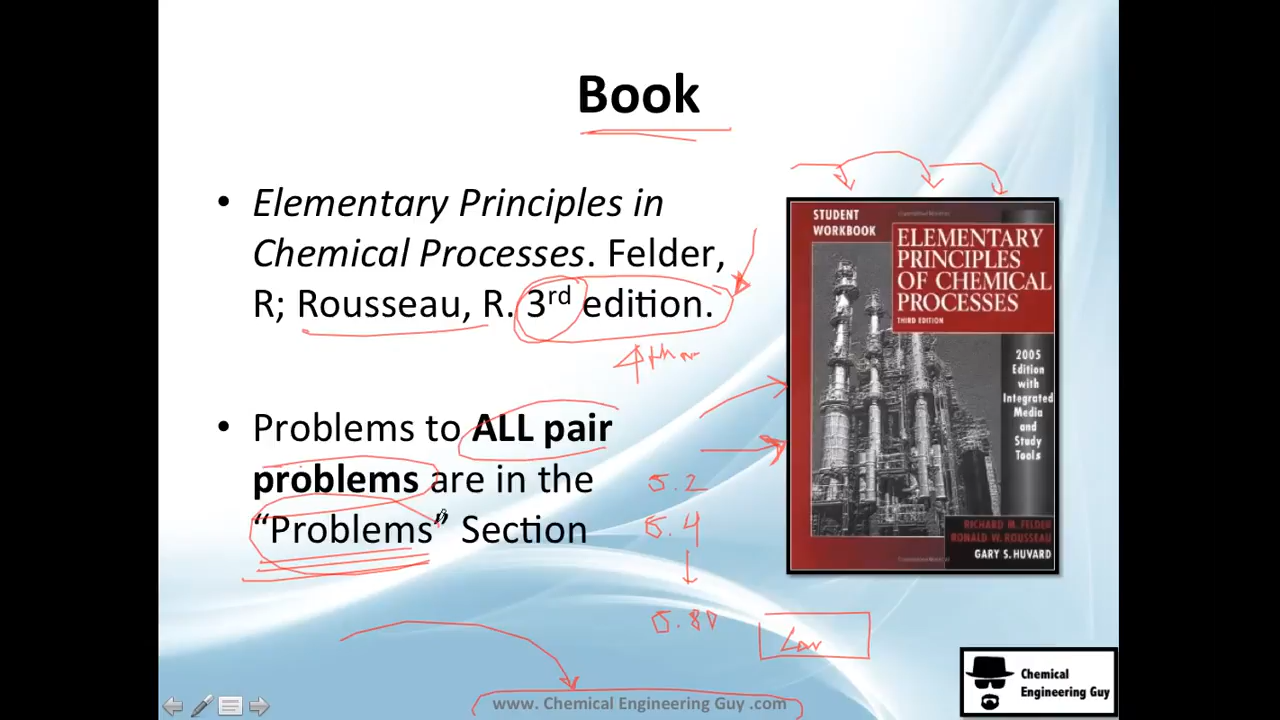 Book
• Elementary Principles in
Chemical Processes. Felder,
R; Rousseau, R. 3rd edition.
4th
• Problems to ALL pair
problems are in the
“Problems” Section
5.2
5.4
5.80
STUDENT
WORKBOOK
ELEMENTARY
PRINCIPLES
OF CHEMICAL
PROCESSES
THIRD EDITION
2005
Edition
with
Integrated
Media
and
Study
Tools
RICHARD M. FELDER
RONALD W. ROUSSEAU
GARY S. HUVARD
www. Chemical Engineering Guy .com
Chemical
Engineering Guy